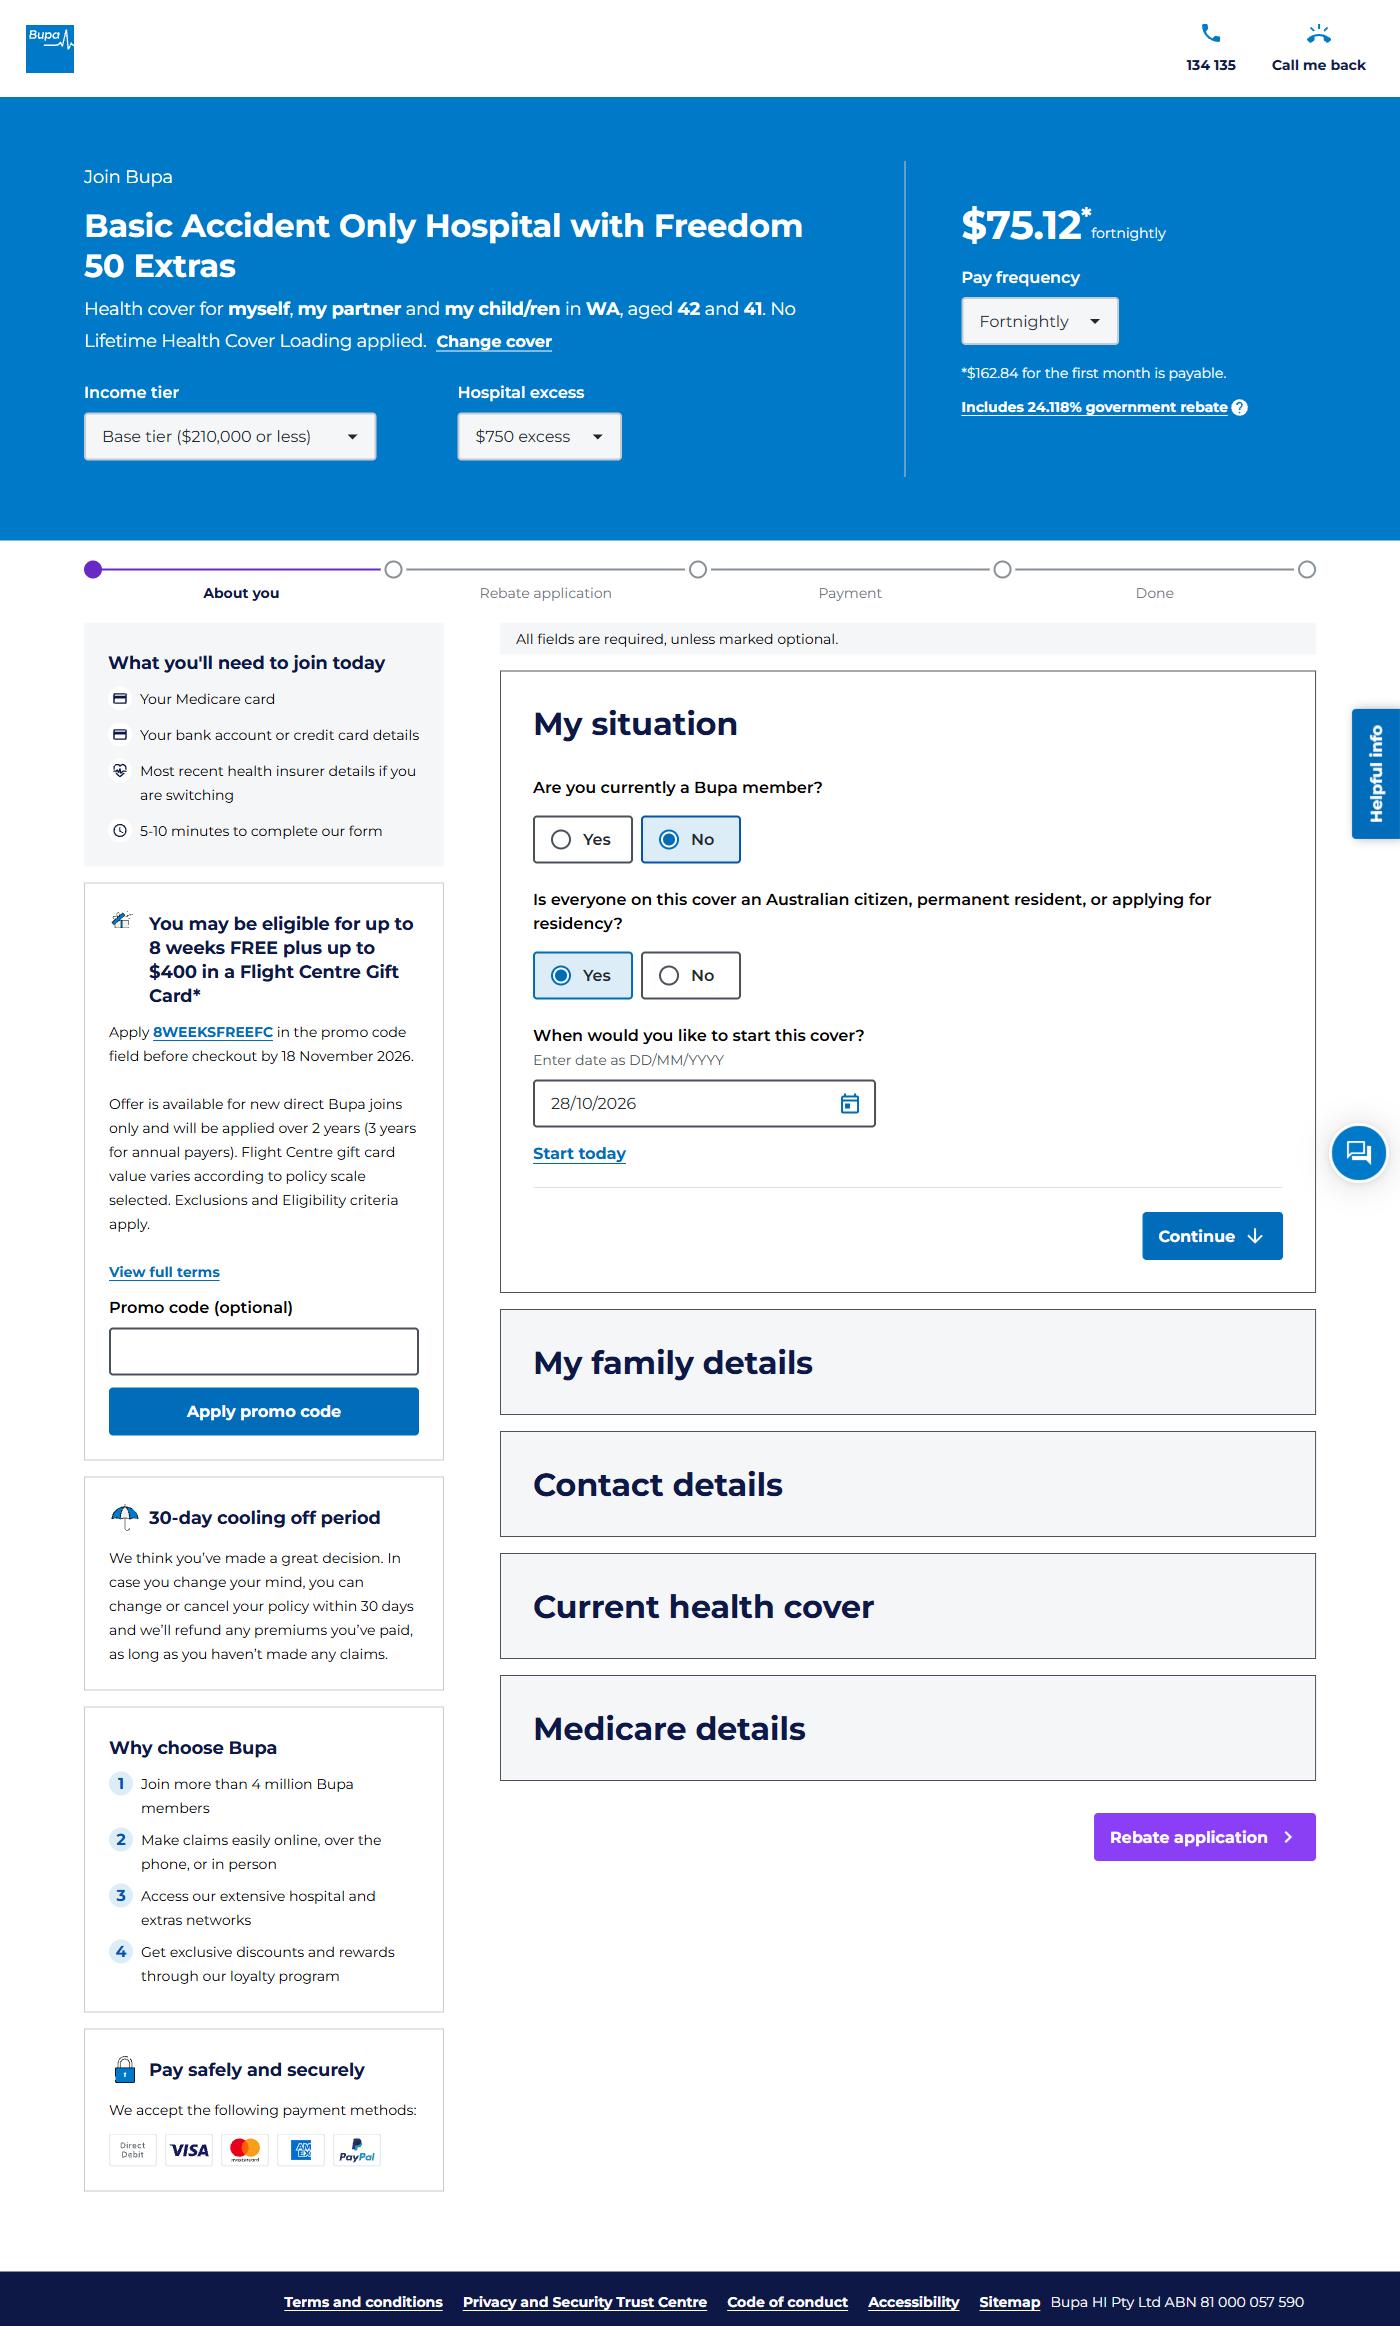 Bupa
134 135
Call me back
Join Bupa
Basic Accident Only Hospital with Freedom
50 Extras
Health cover for myself, my partner and my child/ren in WA, aged 42 and 41. No
Lifetime Health Cover Loading applied. Change cover
Income tier
Base tier ($210,000 or less)
Hospital excess
$750 excess
$75.12* fortnightly
Pay frequency
Fortnightly
*$162.84 for the first month is payable.
Includes 24.118% government rebate ?
About you
Rebate application
Payment
Done
What you'll need to join today
Your Medicare card
Your bank account or credit card details
Most recent health insurer details if you
are switching
5-10 minutes to complete our form
You may be eligible for up to
8 weeks FREE plus up to
$400 in a Flight Centre Gift
Card*
Apply 8WEEKSFREEFC in the promo code
field before checkout by 18 November 2026.
Offer is available for new direct Bupa joins
only and will be applied over 2 years (3 years
for annual payers). Flight Centre gift card
value varies according to policy scale
selected. Exclusions and Eligibility criteria
apply.
View full terms
Promo code (optional)
Apply promo code
30-day cooling off period
We think you've made a great decision. In
case you change your mind, you can
change or cancel your policy within 30 days
and we'll refund any premiums you've paid,
as long as you haven't made any claims.
Why choose Bupa
1 Join more than 4 million Bupa
members
2 Make claims easily online, over the
phone, or in person
3 Access our extensive hospital and
extras networks
4 Get exclusive discounts and rewards
through our loyalty program
Pay safely and securely
We accept the following payment methods:
Direct
Debit
VISA
mastercard
AM
EX
PayPal
All fields are required, unless marked optional.
My situation
Are you currently a Bupa member?
Yes
No
Is everyone on this cover an Australian citizen, permanent resident, or applying for
residency?
Yes
No
When would you like to start this cover?
Enter date as DD/MM/YYYY
28/10/2026
Start today
Continue
My family details
Contact details
Current health cover
Medicare details
Rebate application
Helpful info
Terms and conditions
Privacy and Security Trust Centre
Code of conduct
Accessibility
Sitemap
Bupa HI Pty Ltd ABN 81 000 057 590